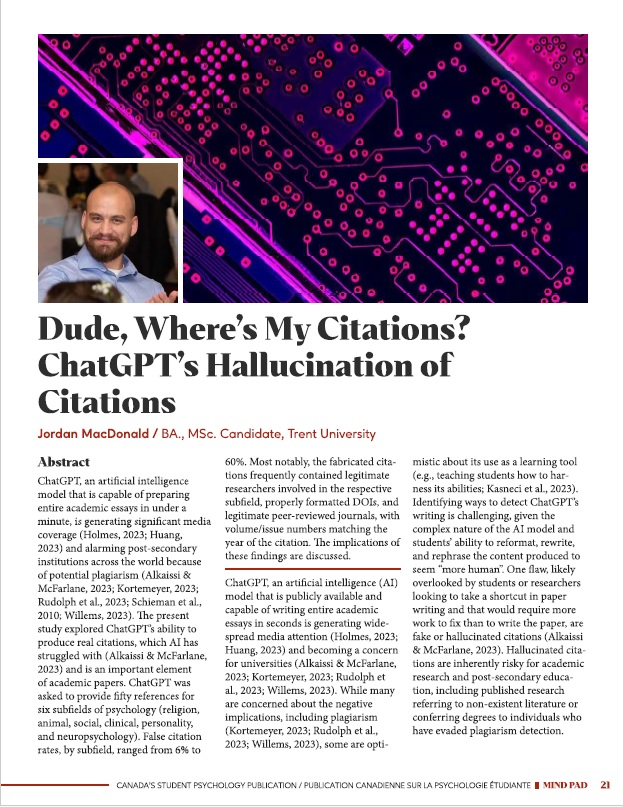 Dude, Where's My Citations?
ChatGPT's Hallucination of
Citations
Jordan MacDonald / BA., MSc. Candidate, Trent University
Abstract
ChatGPT, an artificial intelligence
model that is capable of preparing
entire academic essays in under a
minute, is generating significant media
coverage (Holmes, 2023; Huang,
2023) and alarming post-secondary
institutions across the world because
of potential plagiarism (Alkaissi &
McFarlane, 2023; Kortemeyer, 2023;
Rudolph et al., 2023; Schieman et al.,
2010; Willems, 2023). The present
study explored ChatGPT's ability to
produce real citations, which AI has
struggled with (Alkaissi & McFarlane,
2023) and is an important element
of academic papers. ChatGPT was
asked to provide fifty references for
six subfields of psychology (religion,
animal, social, clinical, personality,
and neuropsychology). False citation
rates, by subfield, ranged from 6% to
60%. Most notably, the fabricated cita-
tions frequently contained legitimate
researchers involved in the respective
subfield, properly formatted DOIs, and
legitimate peer-reviewed journals, with
volume/issue numbers matching the
year of the citation. The implications of
these findings are discussed.
ChatGPT, an artificial intelligence (AI)
model that is publicly available and
capable of writing entire academic
essays in seconds is generating wide-
spread media attention (Holmes, 2023;
Huang, 2023) and becoming a concern
for universities (Alkaissi & McFarlane,
2023; Kortemeyer, 2023; Rudolph et
al., 2023; Willems, 2023). While many
are concerned about the negative
implications, including plagiarism
(Kortemeyer, 2023; Rudolph et al.,
2023; Willems, 2023), some are opti-
mistic about its use as a learning tool
(e.g., teaching students how to har-
ness its abilities; Kasneci et al., 2023).
Identifying ways to detect ChatGPT's
writing is challenging, given the
complex nature of the AI model and
students' ability to reformat, rewrite,
and rephrase the content produced to
seem "more human". One flaw, likely
overlooked by students or researchers
looking to take a shortcut in paper
writing and that would require more
work to fix than to write the paper, are
fake or hallucinated citations (Alkaissi
& McFarlane, 2023). Hallucinated cita-
tions are inherently risky for academic
research and post-secondary educa-
tion, including published research
referring to non-existent literature or
conferring degrees to individuals who
have evaded plagiarism detection.
CANADA'S STUDENT PSYCHOLOGY PUBLICATION / PUBLICATION CANADIENNE SUR LA PSYCHOLOGIE ÉTUDIANTE MIND PAD 21